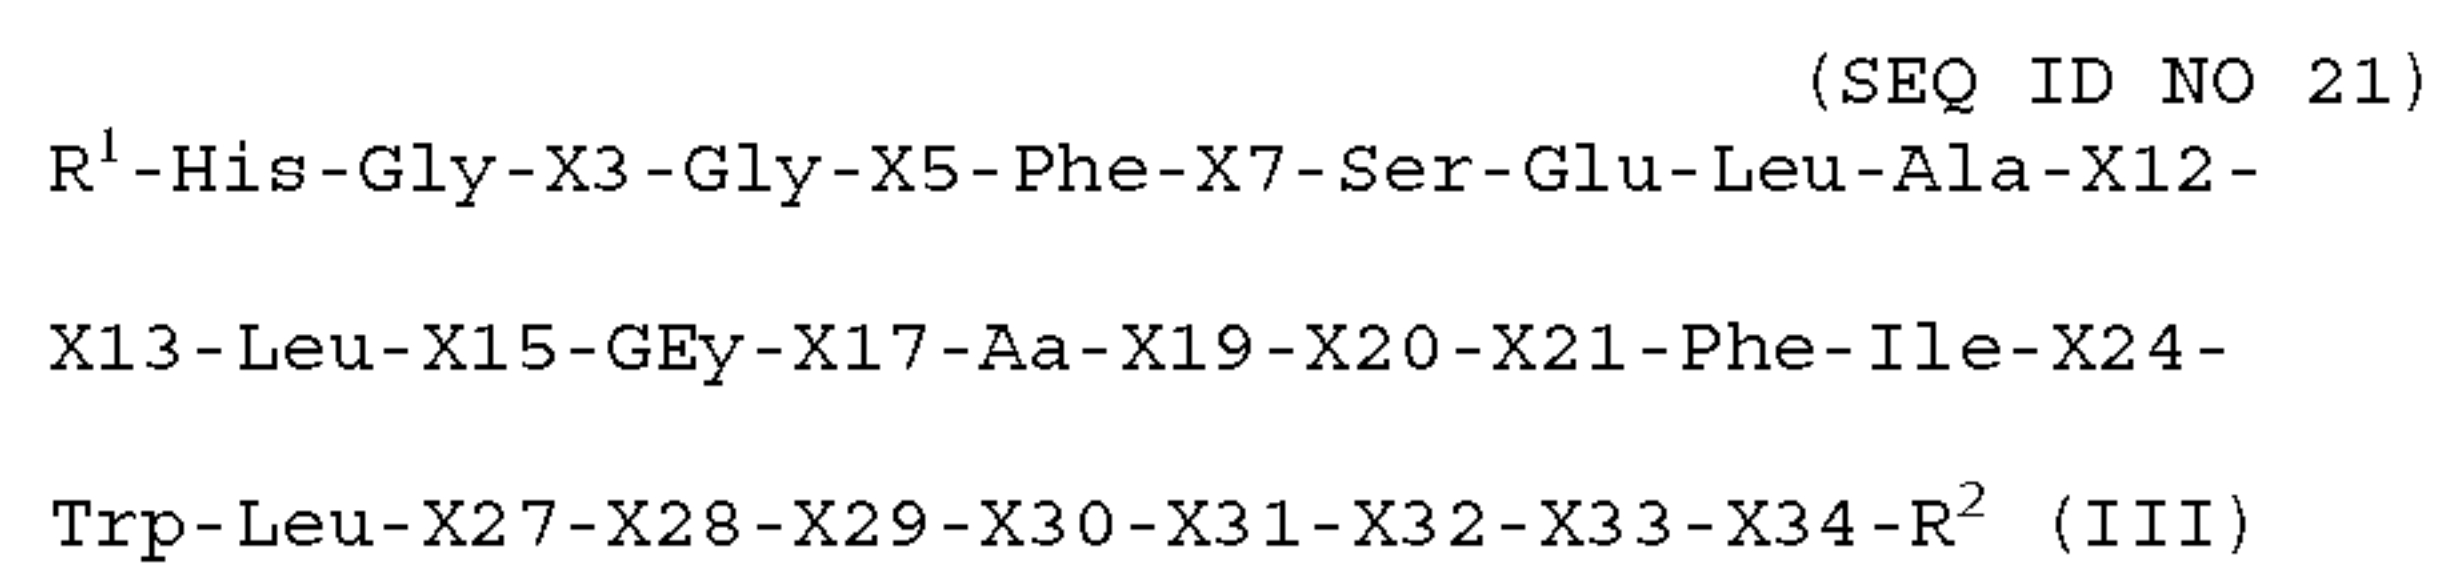 (SEQ ID NO 21)
R¹-His-Gly-X3-Gly-X5-Phe-X7-Ser-Glu-Leu-Ala-X12-
X13-Leu-X15-GEy-X17-Aa-X19-X20-X21-Phe-Ile-X24-
Trp-Leu-X27-X28-X29-X30-X31-X32-X33-X34-R² (III)